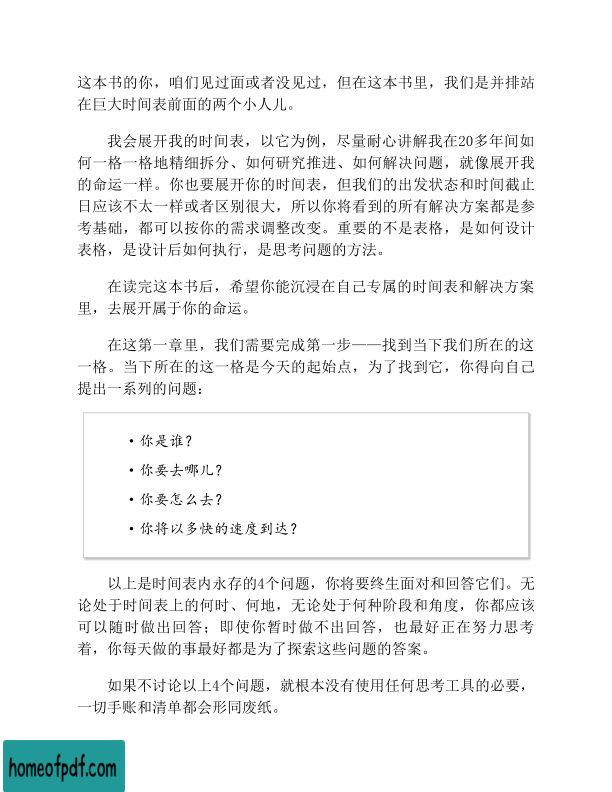 这本书的你，咱们见过面或者没见过，但在这本书里，我们是并排站
在巨大时间表前面的两个小人儿。
我会展开我的时间表，以它为例，尽量耐心讲解我在20多年间如
何一格一格地精细拆分、如何研究推进、如何解决问题，就像展开我
的命运一样。你也要展开你的时间表，但我们的出发状态和时间截止
日应该不太一样或者区别很大，所以你将看到的所有解决方案都是参
考基础，都可以按你的需求调整改变。重要的不是表格，是如何设计
表格，是设计后如何执行，是思考问题的方法。
在读完这本书后，希望你能沉浸在自己专属的时间表和解决方案
里，去展开属于你的命运。
在这第一章里，我们需要完成第一步——找到当下我们所在的这
一格。当下所在的这一格是今天的起始点，为了找到它，你得向自己
提出一系列的问题：
• 你是谁？
• 你要去哪儿？
• 你要怎么去？
• 你将以多快的速度到达？
以上是时间表内永存的4个问题，你将要终生面对和回答它们。无
论处于时间表上的何时、何地，无论处于何种阶段和角度，你都应该
可以随时做出回答；即使你暂时做不出回答，也最好正在努力思考
着，你每天做的事最好都是为了探索这些问题的答案。
如果不讨论以上4个问题，就根本没有使用任何思考工具的必要，
一切手账和清单都会形同废纸。
homeofpdf.com